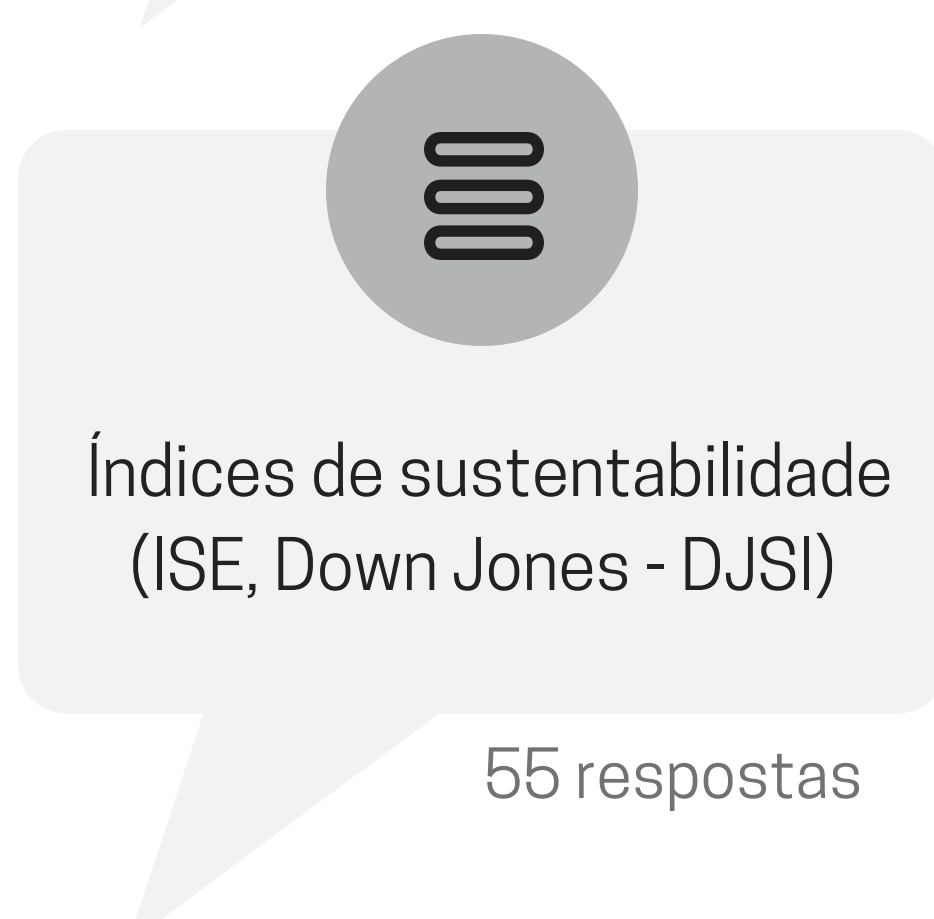 Índices de sustentabilidade
(ISE, Down Jones - DJSI)
55 respostas